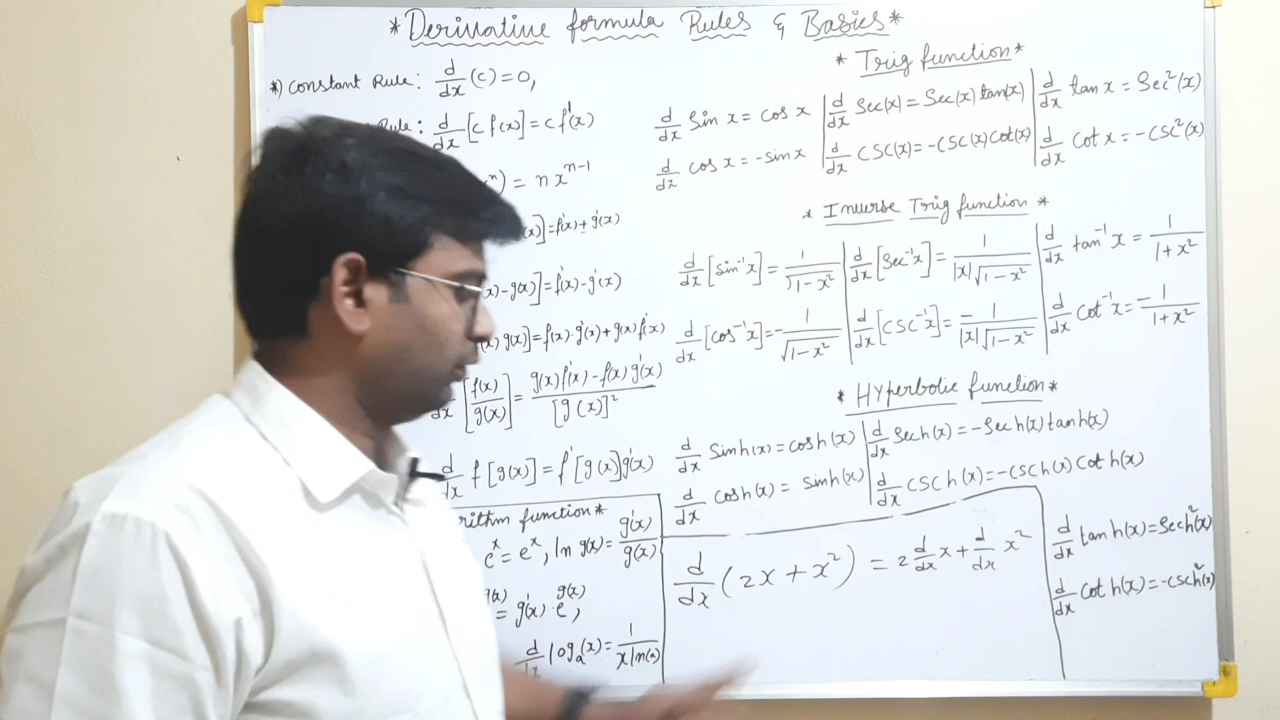 *Derivative formula Rules & Basics*
*) Constant Rule: d/dx (c) = 0,
Rule: d/dx [c f(x)] = c f'(x)
) = n x^(n-1)
(x)] = f'(x) + g'(x)
x) - g(x)] = f'(x) - g'(x)
(x) g(x)] = f(x)·g'(x) + g(x) f'(x)
d/dx [f(x)/g(x)] = (g(x) f'(x) - f(x) g'(x))/[g(x)]²
d/dx f[g(x)] = f'[g(x)] g'(x)
rithm function*
e^x = e^x, ln g(x) = g'(x)/g(x)
g(x) = g'(x)·e^g(x),
d/dx log_a(x) = 1/(x ln(a))
* Trig function*
d/dx Sin x = cos x | d/dx Sec(x) = Sec(x) tan(x) | d/dx tan x = Sec²(x)
d/dx cos x = -sin x | d/dx CSC(x) = -CSC(x) Cot(x) | d/dx Cot x = -CSC²(x)
* Inverse Trig function *
d/dx [sin⁻¹x] = 1/√(1-x²) | d/dx [Sec⁻¹x] = 1/(|x|√(1-x²)) | d/dx tan⁻¹x = 1/(1+x²)
d/dx [cos⁻¹x] = -1/√(1-x²) | d/dx [CSC⁻¹x] = -1/(|x|√(1-x²)) | d/dx Cot⁻¹x = -1/(1+x²)
* Hyperbolic function*
d/dx Sinh(x) = cosh(x) | d/dx Sech(x) = -Sech(x) tanh(x)
d/dx cosh(x) = sinh(x) | d/dx CSCh(x) = -CSCh(x) Coth(x)
d/dx tanh(x) = Sech²(x)
d/dx Coth(x) = -CSCh²(x)
d/dx (2x + x²) = 2 d/dx x + d/dx x²